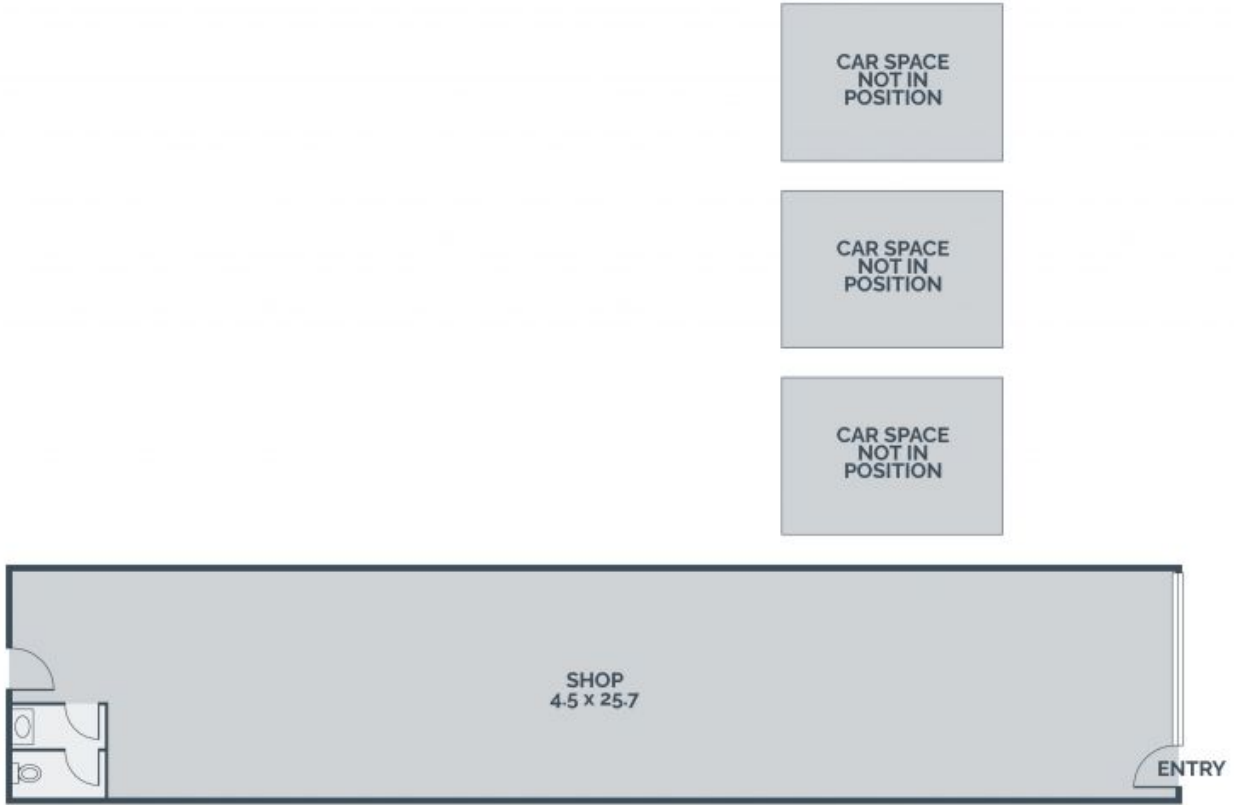 CAR SPACE
NOT IN
POSITION
CAR SPACE
NOT IN
POSITION
CAR SPACE
NOT IN
POSITION
SHOP
4.5 x 25.7
ENTRY